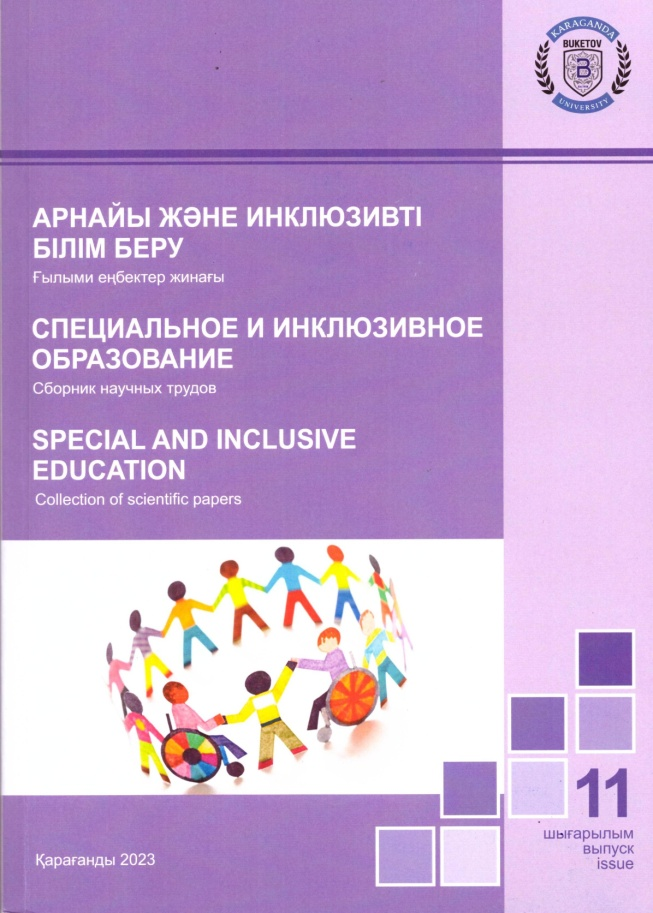 KARAGANDA
BUKETOV
B
UNIVERSITY
АРНАЙЫ ЖӘНЕ ИНКЛЮЗИВТІ
БІЛІМ БЕРУ
Ғылыми еңбектер жинағы
СПЕЦИАЛЬНОЕ И ИНКЛЮЗИВНОЕ
ОБРАЗОВАНИЕ
Сборник научных трудов
SPECIAL AND INCLUSIVE
EDUCATION
Collection of scientific papers
11
шығарылым
выпуск
issue
Қарағанды 2023